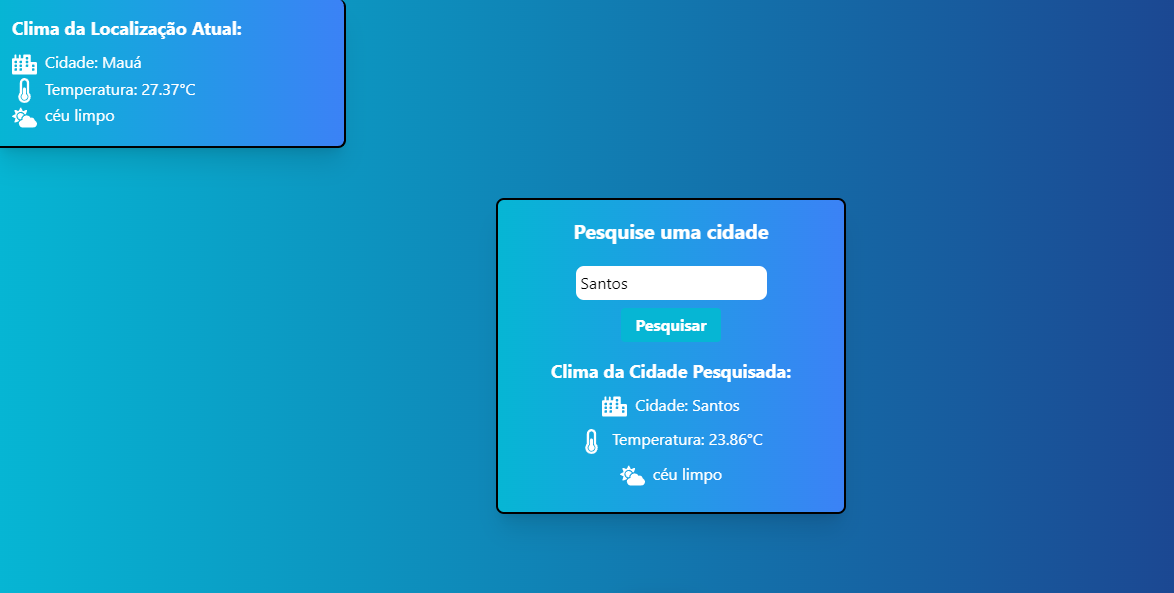 Clima da Localização Atual:
Cidade: Mauá
Temperatura: 27.37°C
céu limpo
Pesquise uma cidade
Santos
Pesquisar
Clima da Cidade Pesquisada:
Cidade: Santos
Temperatura: 23.86°C
céu limpo